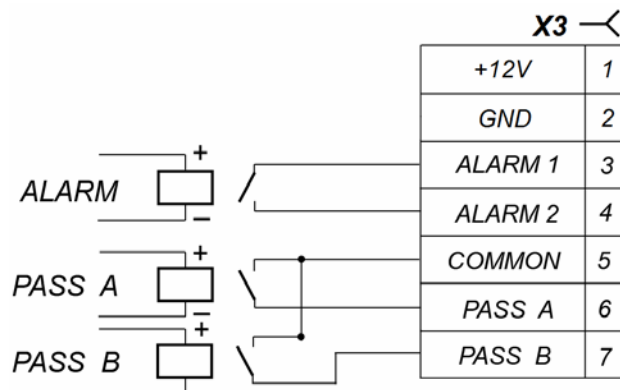 X3
+12V 1
GND 2
+
ALARM 1 3
ALARM
ALARM 2 4
–
+
COMMON 5
PASS A
PASS A 6
–
+
PASS B 7
PASS B